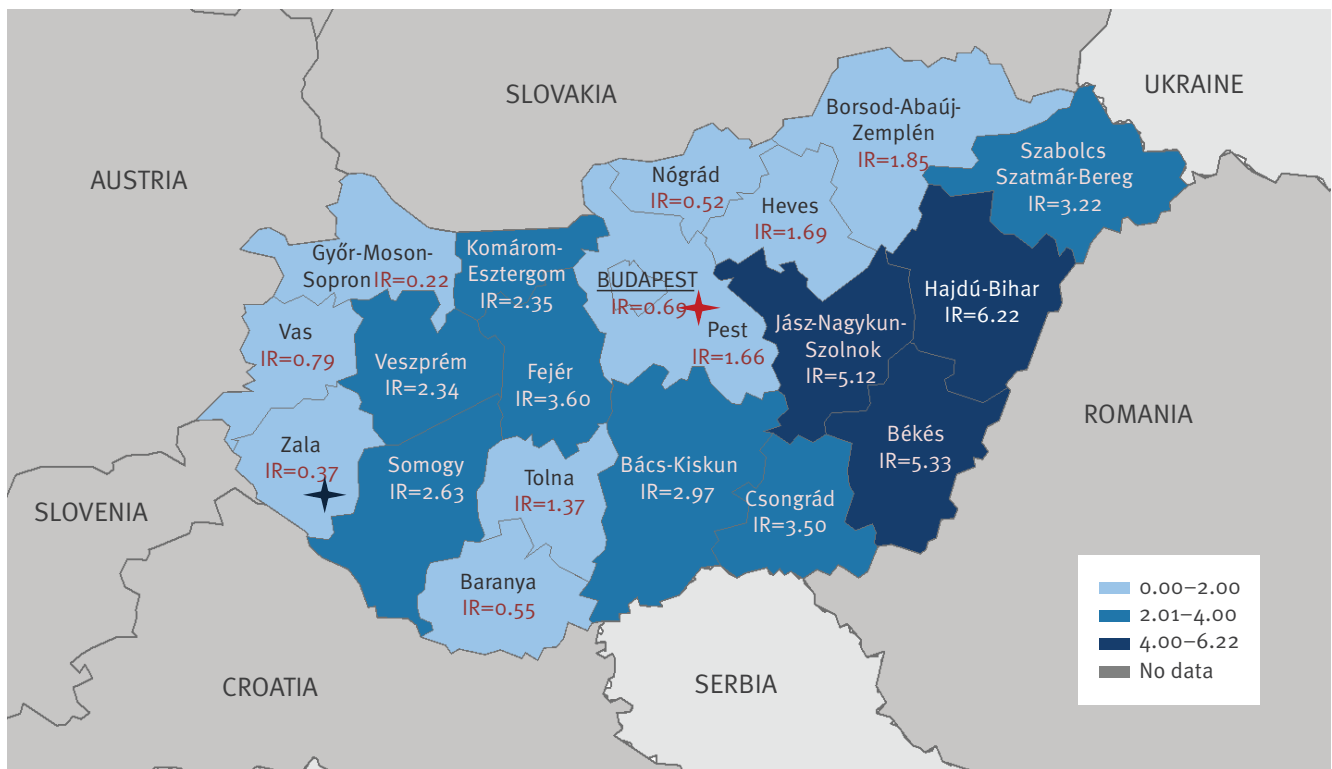 SLOVAKIA
UKRAINE
AUSTRIA
Borsod-Abaúj-
Zemplén
IR=1.85
Szabolcs
Szatmár-Bereg
IR=3.22
Nógrád
IR=0.52
Heves
IR=1.69
Győr-Moson-
Sopron IR=0.22
Komárom-
Esztergom
IR=2.35
BUDAPEST
IR=0.69
Pest
IR=1.66
Hajdú-Bihar
IR=6.22
Jász-Nagykun-
Szolnok
IR=5.12
Vas
IR=0.79
Veszprém
IR=2.34
Fejér
IR=3.60
ROMANIA
Zala
IR=0.37
Somogy
IR=2.63
Tolna
IR=1.37
Bács-Kiskun
IR=2.97
Csongrád
IR=3.50
Békés
IR=5.33
SLOVENIA
Baranya
IR=0.55
CROATIA
SERBIA
0.00–2.00
2.01–4.00
4.00–6.22
No data